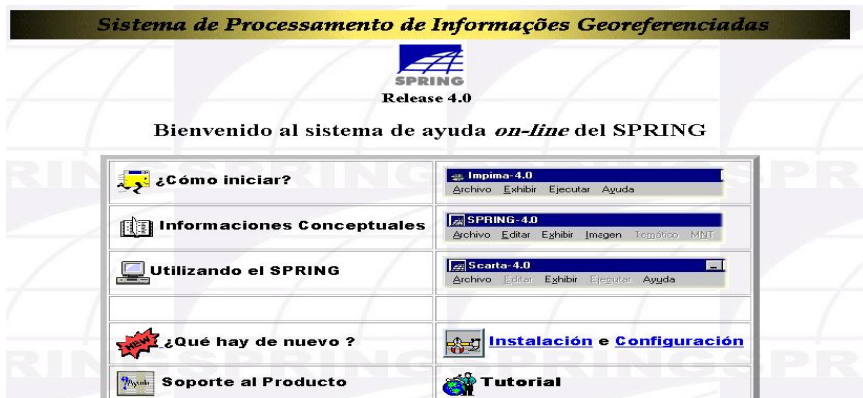 Sistema de Processamento de Informações Georeferenciadas
SPRING
Release 4.0
Bienvenido al sistema de ayuda on-line del SPRING
¿Cómo iniciar?
Impima-4.0
Archivo Exhibir Ejecutar Ayuda
Informaciones Conceptuales
SPRING-4.0
Archivo Editar Exhibir Imagen Temático MNT
Utilizando el SPRING
Scarta-4.0
Archivo Editar Exhibir Ejecutar Ayuda
NEW ¿Qué hay de nuevo ?
Instalación e Configuración
Ayuda Soporte al Producto
Tutorial